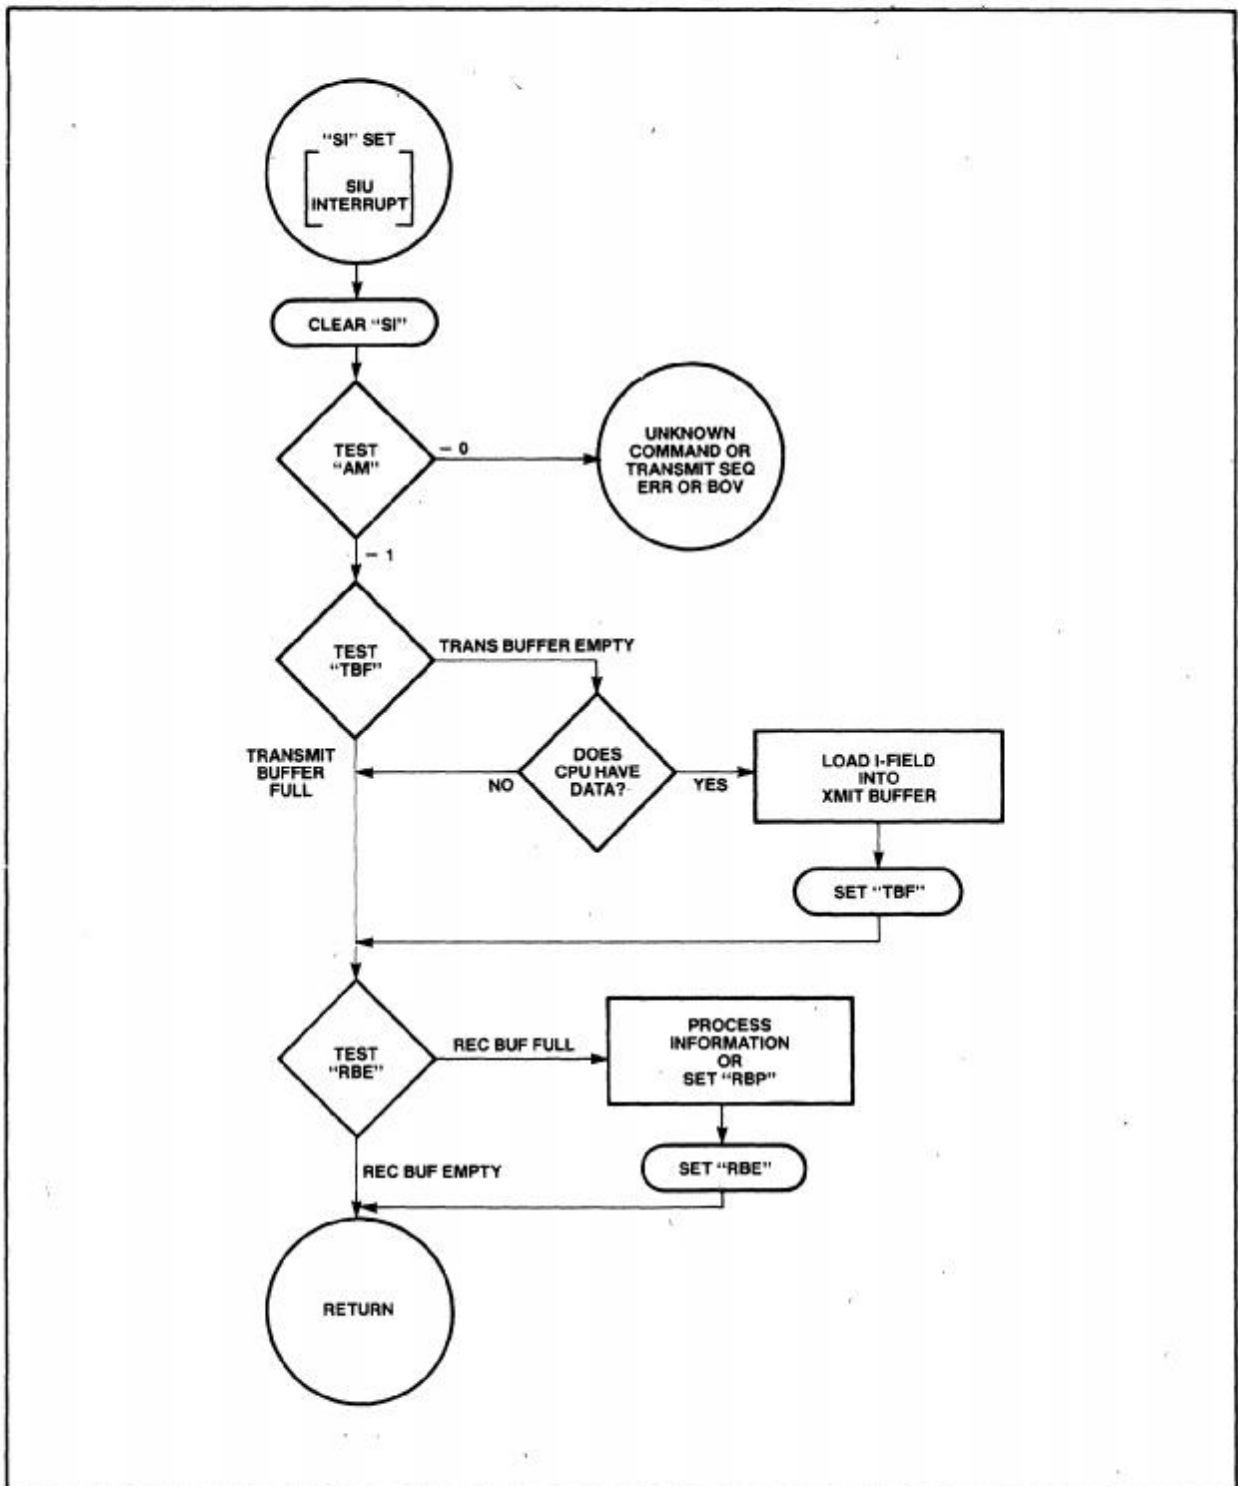 "SI" SET
SIU
INTERRUPT
CLEAR "SI"
TEST
"AM"
– 0
UNKNOWN
COMMAND OR
TRANSMIT SEQ
ERR OR BOV
– 1
TEST
"TBF"
TRANS BUFFER EMPTY
TRANSMIT
BUFFER
FULL
DOES
CPU HAVE
DATA?
NO
YES
LOAD I-FIELD
INTO
XMIT BUFFER
SET "TBF"
TEST
"RBE"
REC BUF FULL
PROCESS
INFORMATION
OR
SET "RBP"
REC BUF EMPTY
SET "RBE"
RETURN